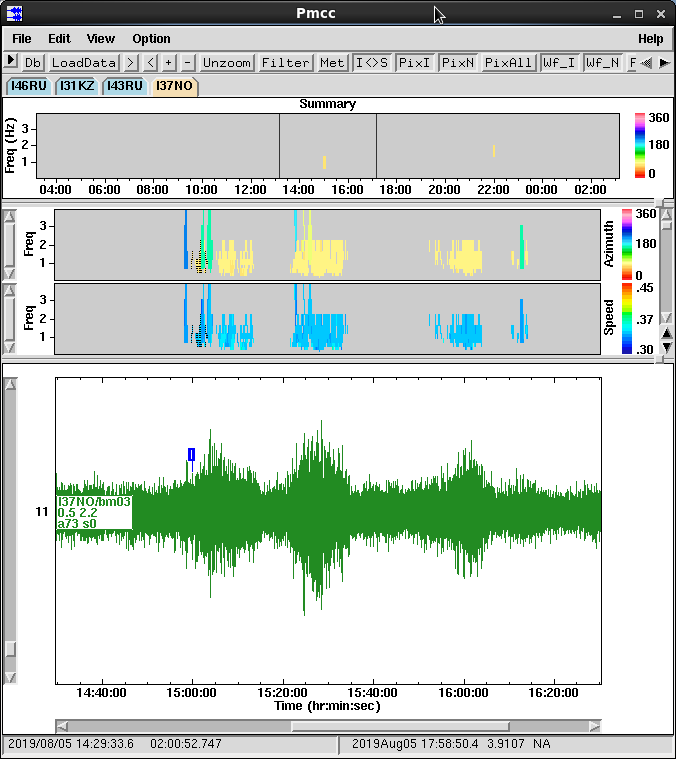 Pmcc
File Edit View Option Help
Db LoadData > < + - Unzoom Filter Met I<>S PixI PixN PixAll Wf_I Wf_N F
I46RU I31KZ I43RU I37NO
Summary
Freq (Hz)
3
2
1
360
180
0
04:00 06:00 08:00 10:00 12:00 14:00 16:00 18:00 20:00 22:00 00:00 02:00
Freq
3
2
1
Azimuth
360
180
0
Freq
3
2
1
Speed
.45
.37
.30
I
11
I37NO/bm03
0.5 2.2
a73 s0
14:40:00 15:00:00 15:20:00 15:40:00 16:00:00 16:20:00
Time (hr:min:sec)
2019/08/05 14:29:33.6 02:00:52.747 2019Aug05 17:58:50.4 3.9107 NA